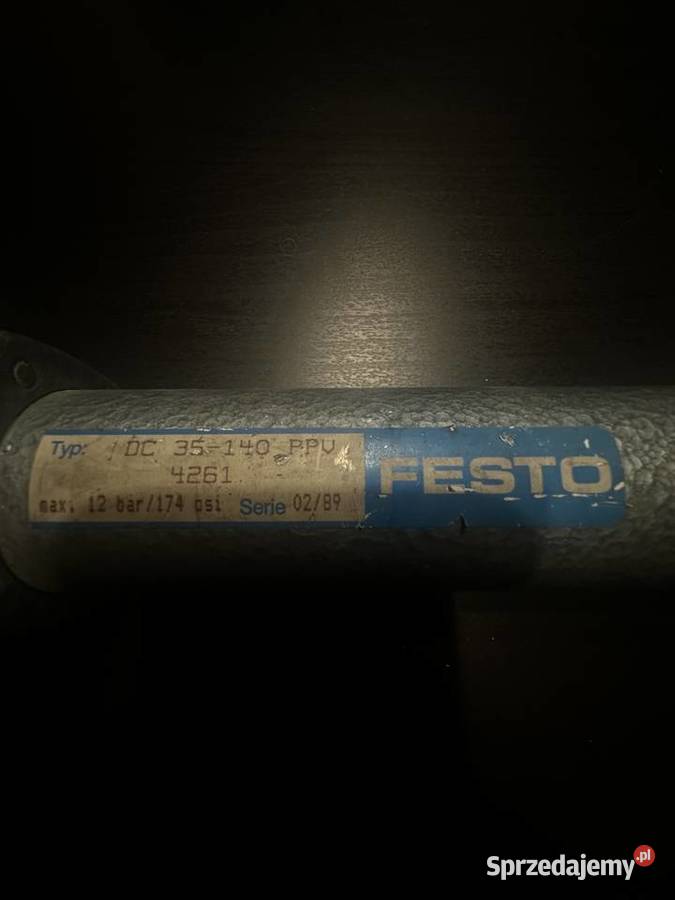 Typ: DC 35-140 PPV
4261
max. 12 bar/174 psi Serie 02/89
FESTO
Sprzedajemy.pl